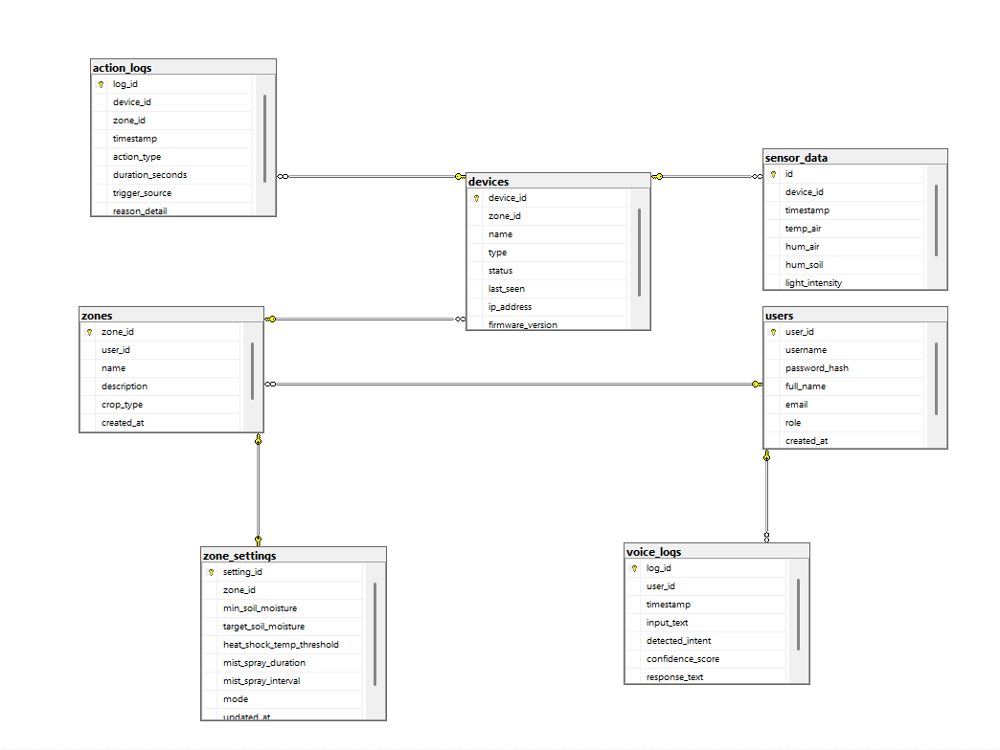 action_logs
log_id
device_id
zone_id
timestamp
action_type
duration_seconds
trigger_source
reason_detail
devices
device_id
zone_id
name
type
status
last_seen
ip_address
firmware_version
sensor_data
id
device_id
timestamp
temp_air
hum_air
hum_soil
light_intensity
zones
zone_id
user_id
name
description
crop_type
created_at
users
user_id
username
password_hash
full_name
email
role
created_at
zone_settings
setting_id
zone_id
min_soil_moisture
target_soil_moisture
heat_shock_temp_threshold
mist_spray_duration
mist_spray_interval
mode
updated_at
voice_logs
log_id
user_id
timestamp
input_text
detected_intent
confidence_score
response_text